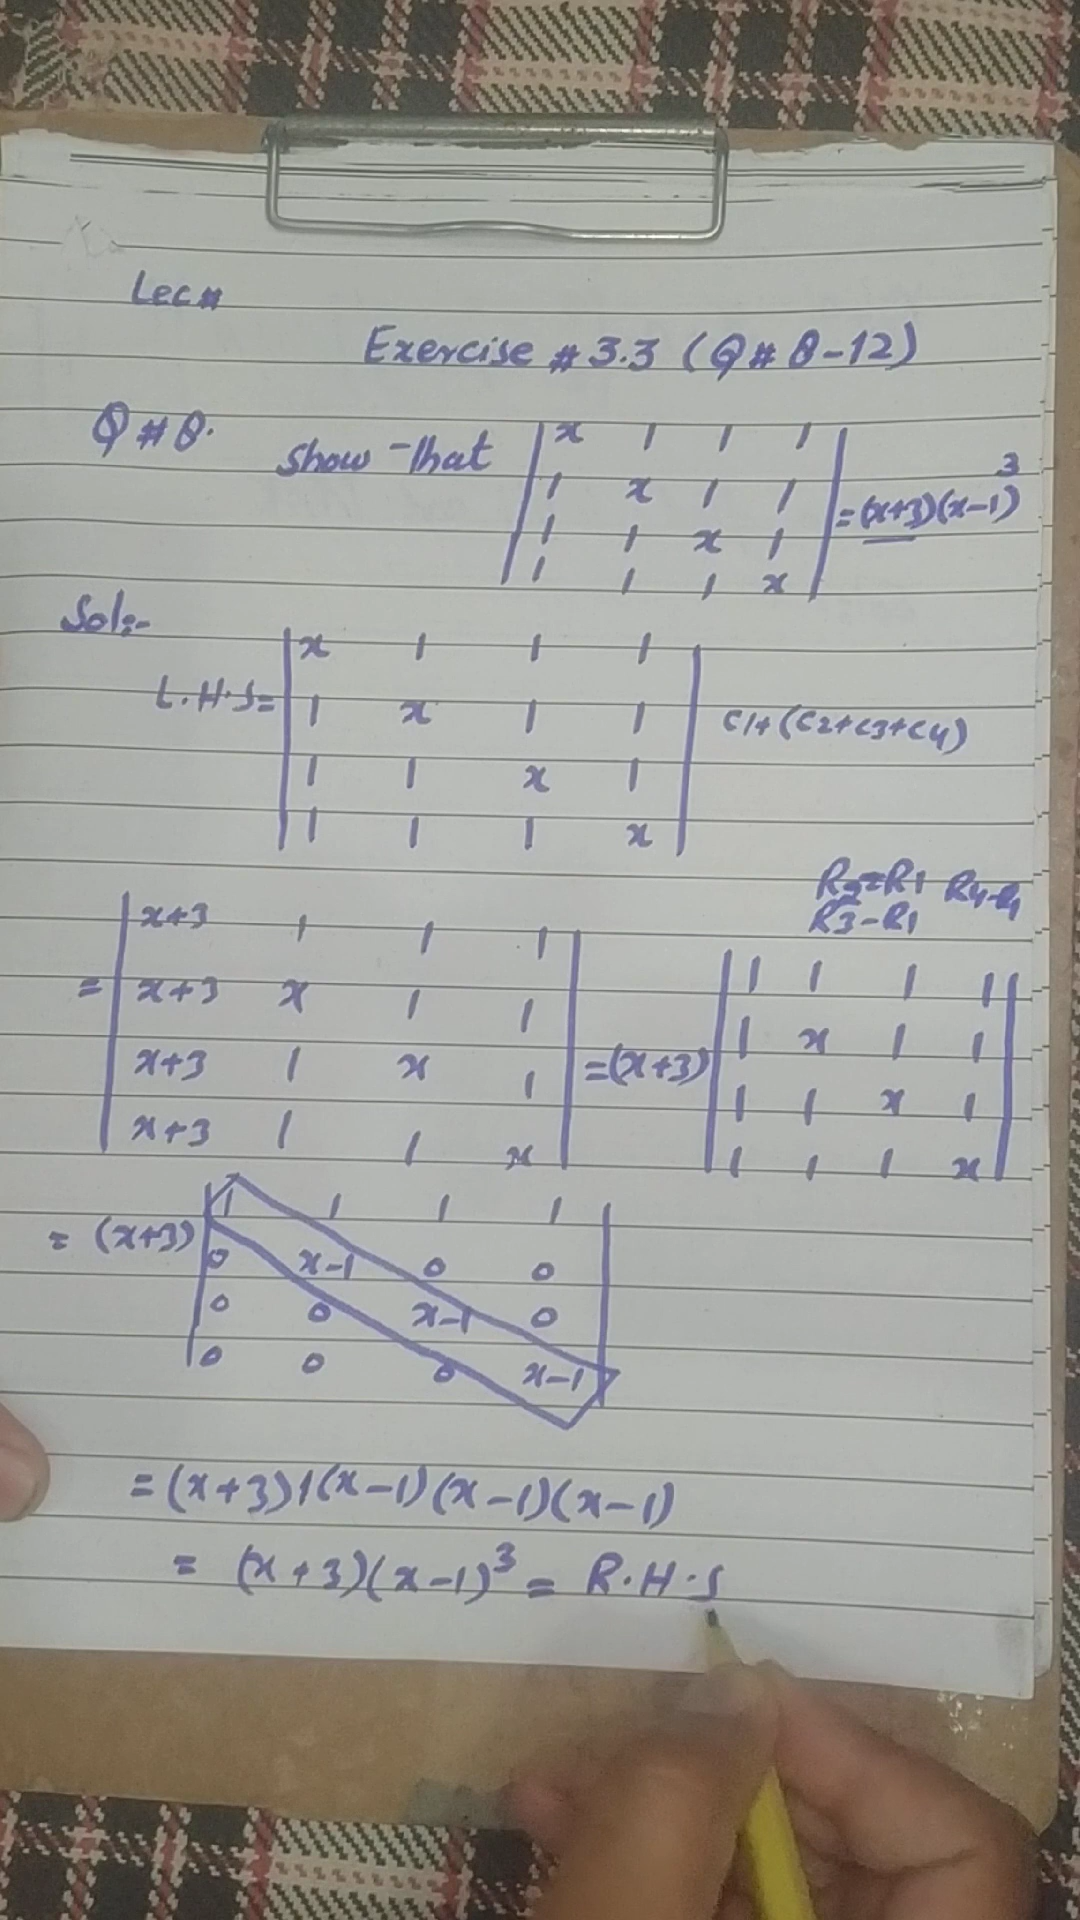 Lec#
Exercise #3.3 (Q#8-12)
Q#8.
Show that |x 1 1 1|
|1 x 1 1| = (x+3)(x-1)³
|1 1 x 1|
|1 1 1 x|
Sol:-
L.H.S= |x 1 1 1|
|1 x 1 1| C1+(C2+C3+C4)
|1 1 x 1|
|1 1 1 x|
R2-R1 R4-R1
R3-R1
= |x+3 1 1 1| =(x+3) |1 1 1 1|
|x+3 x 1 1| |1 x 1 1|
|x+3 1 x 1| |1 1 x 1|
|x+3 1 1 x| |1 1 1 x|
= (x+3) |1 1 1 1|
|0 x-1 0 0|
|0 0 x-1 0|
|0 0 0 x-1|
=(x+3)1(x-1)(x-1)(x-1)
= (x+3)(x-1)³ = R.H.S